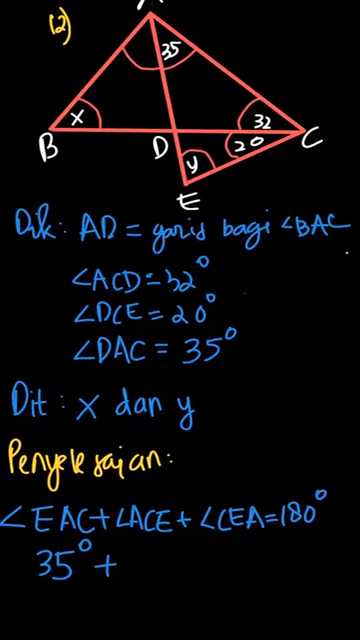 (2)
A
35
x
32
B
D
20
C
y
E
Dik: AD = garis bagi ∠BAC
∠ACD = 32°
∠DCE = 20°
∠DAC = 35°
Dit : x dan y
Penyelesaian:
∠EAC + ∠ACE + ∠CEA = 180°
35° +